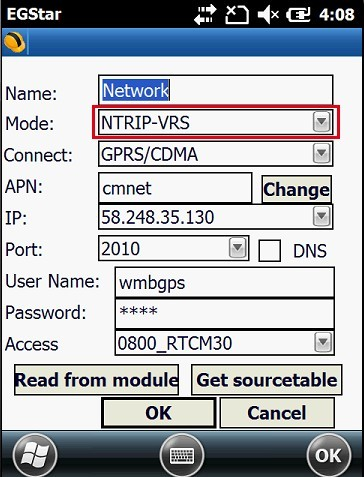 EGStar 4:08
Name: Network
Mode: NTRIP-VRS
Connect: GPRS/CDMA
APN: cmnet Change
IP: 58.248.35.130
Port: 2010 DNS
User Name: wmbgps
Password: ****
Access 0800_RTCM30
Read from module Get sourcetable
OK Cancel
OK